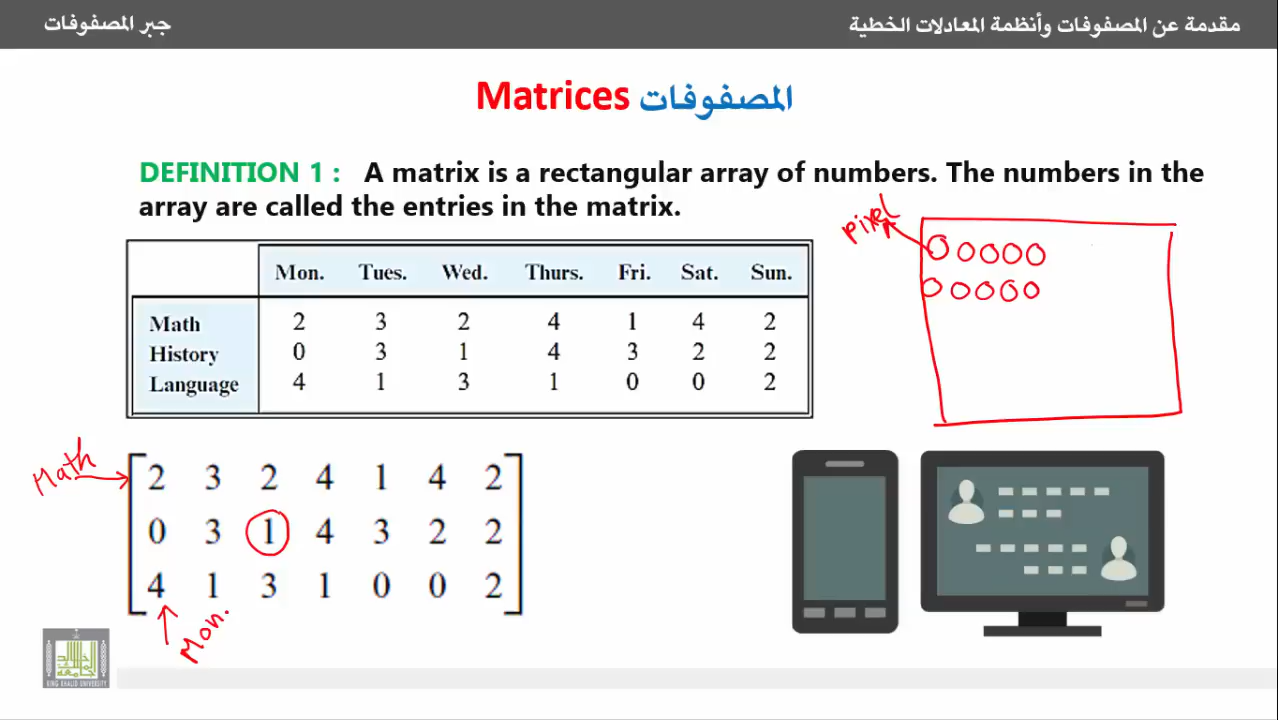 مقدمة عن المصفوفات وأنظمة المعادلات الخطية
جبر المصفوفات
Matrices المصفوفات
DEFINITION 1 : A matrix is a rectangular array of numbers. The numbers in the
array are called the entries in the matrix.
pixel
Mon. Tues. Wed. Thurs. Fri. Sat. Sun.
Math 2 3 2 4 1 4 2
History 0 3 1 4 3 2 2
Language 4 1 3 1 0 0 2
Math
2 3 2 4 1 4 2
0 3 1 4 3 2 2
4 1 3 1 0 0 2
Mon.
KING KHALID UNIVERSITY